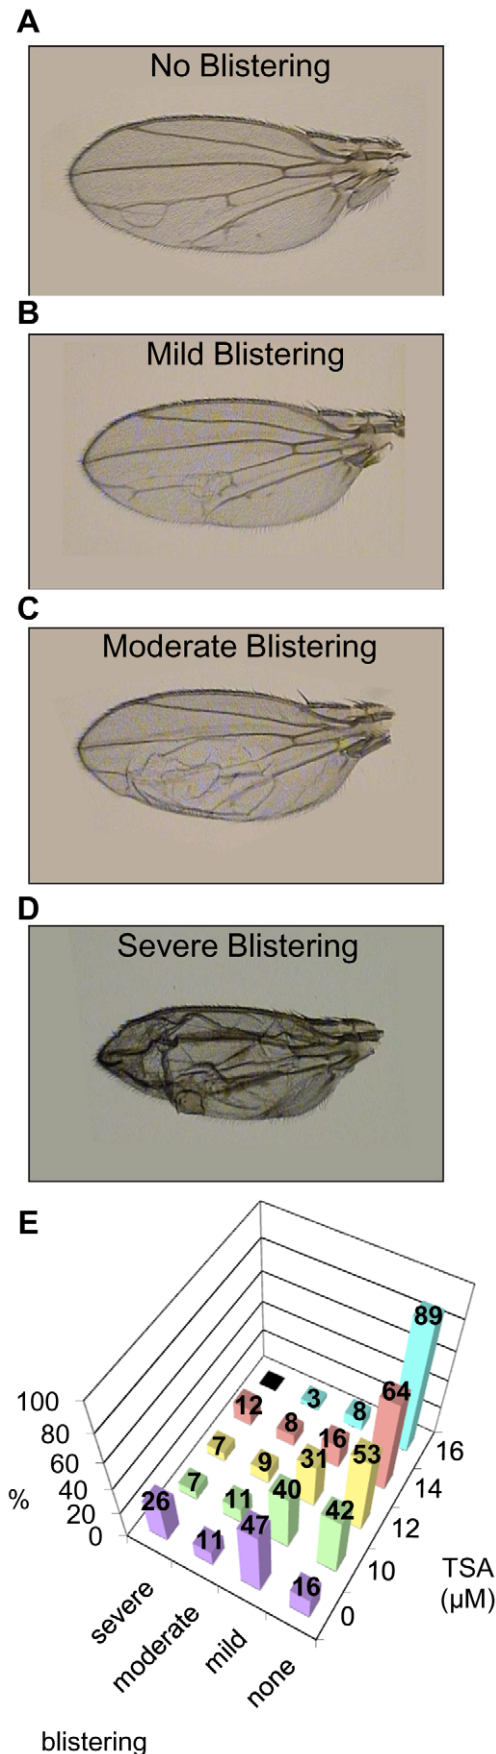 A
No Blistering
B
Mild Blistering
C
Moderate Blistering
D
Severe Blistering
E
89
64
3
8
12
8
16
53
7
9
31
7
11
40
42
26
11
47
16
100
80
60
40
20
0
%
16
14
12
10
0
TSA
(µM)
severe
moderate
mild
none
blistering